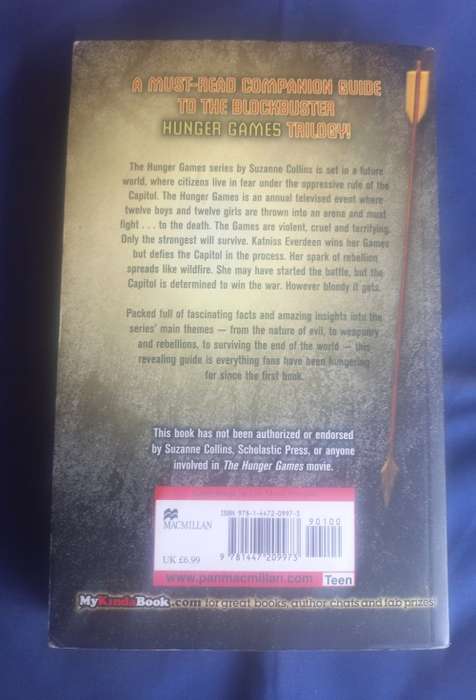 A MUST-READ COMPANION GUIDE
TO THE BLOCKBUSTER
HUNGER GAMES TRILOGY!
The Hunger Games series by Suzanne Collins is set in a future
world, where citizens live in fear under the oppressive rule of the
Capitol. The Hunger Games is an annual televised event where
twelve boys and twelve girls are thrown into an arena and must
fight . . . to the death. The Games are violent, cruel and terrifying.
Only the strongest will survive. Katniss Everdeen wins her Games
but defies the Capitol in the process. Her spark of rebellion
spreads like wildfire. She may have started the battle, but the
Capitol is determined to win the war. However bloody it gets.
Packed full of fascinating facts and amazing insights into the
series' main themes – from the nature of evil, to weaponry
and rebellions, to surviving the end of the world – this
revealing guide is everything fans have been hungering
for since the first book.
This book has not been authorized or endorsed
by Suzanne Collins, Scholastic Press, or anyone
involved in The Hunger Games movie.
ISBN 978-1-4472-0997-3
90100
MACMILLAN
UK £6.99
9 781447 209973
www.panmacmillan.com
Teen
MyKindaBook.com for great books, author chats and fab prizes